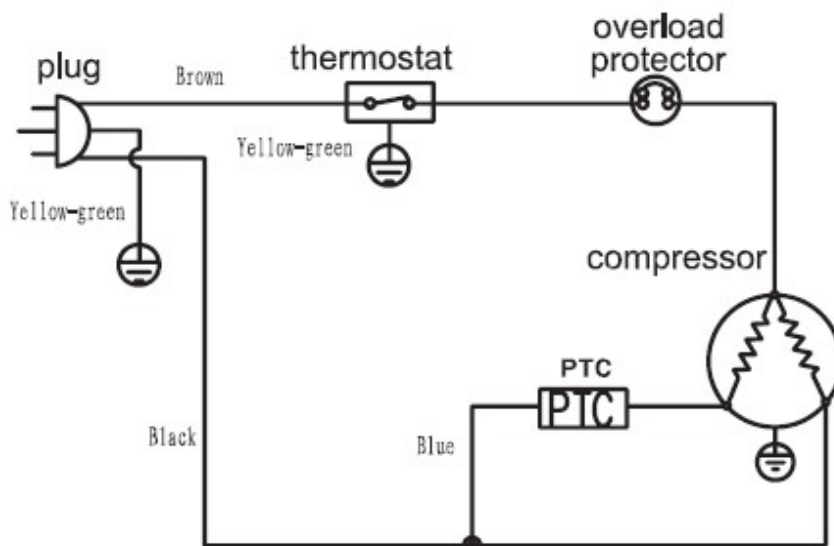 overload
protector
thermostat
plug
Brown
Yellow-green
Yellow-green
compressor
PTC
PTC
Black
Blue